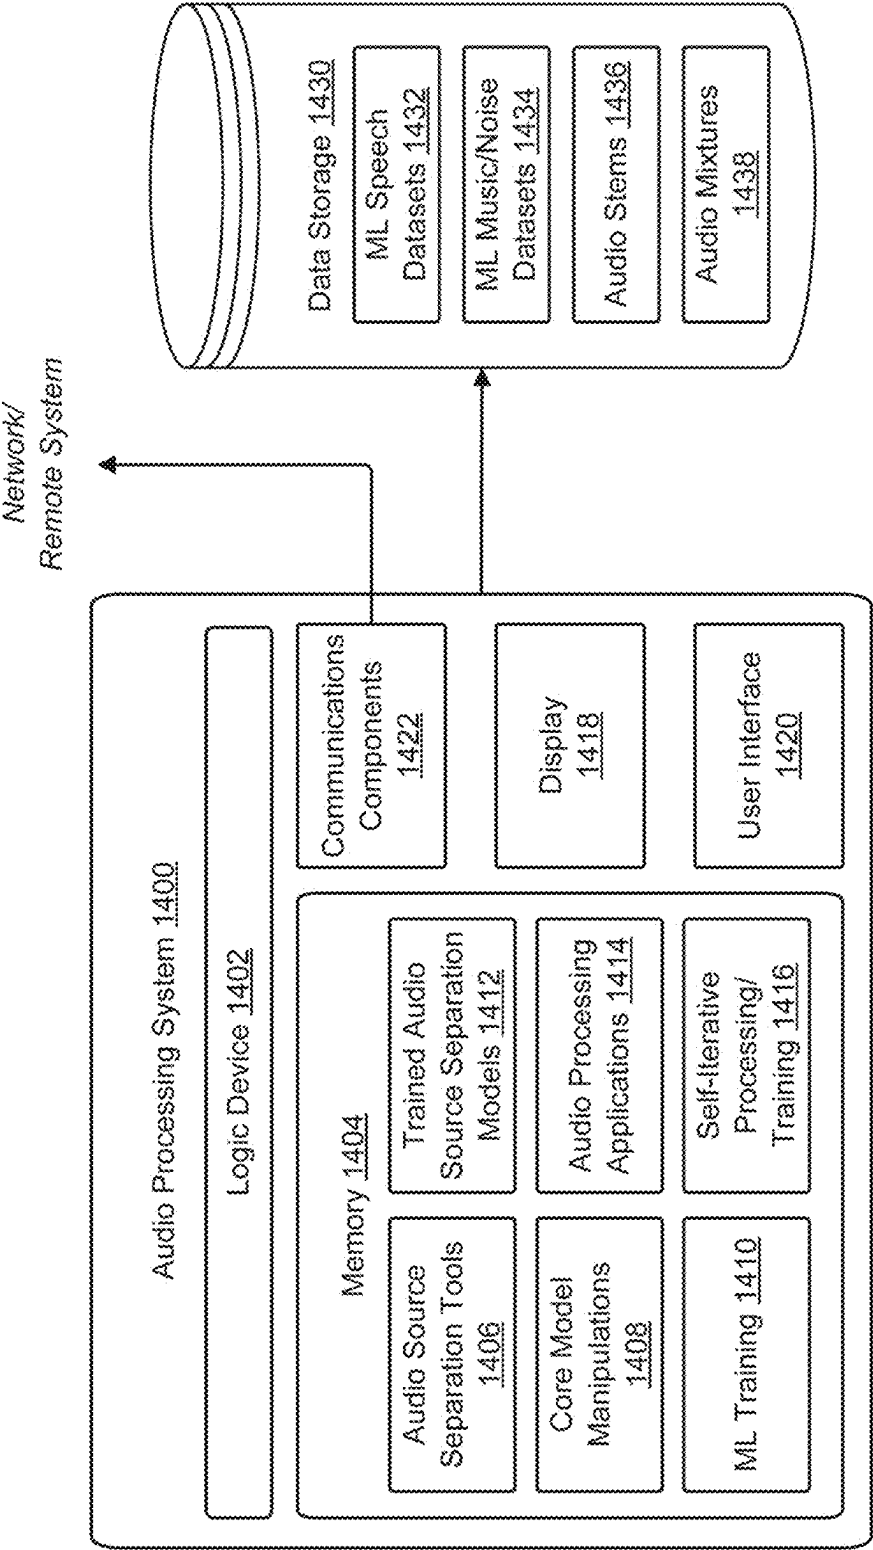 Audio Processing System 1400
Logic Device 1402
Memory 1404
Audio Source
Separation Tools
1406
Trained Audio
Source Separation
Models 1412
Core Model
Manipulations
1408
Audio Processing
Applications 1414
ML Training 1410
Self-Iterative
Processing/
Training 1416
Communications
Components
1422
Display
1418
User Interface
1420
Network/
Remote System
Data Storage 1430
ML Speech
Datasets 1432
ML Music/Noise
Datasets 1434
Audio Stems 1436
Audio Mixtures
1438